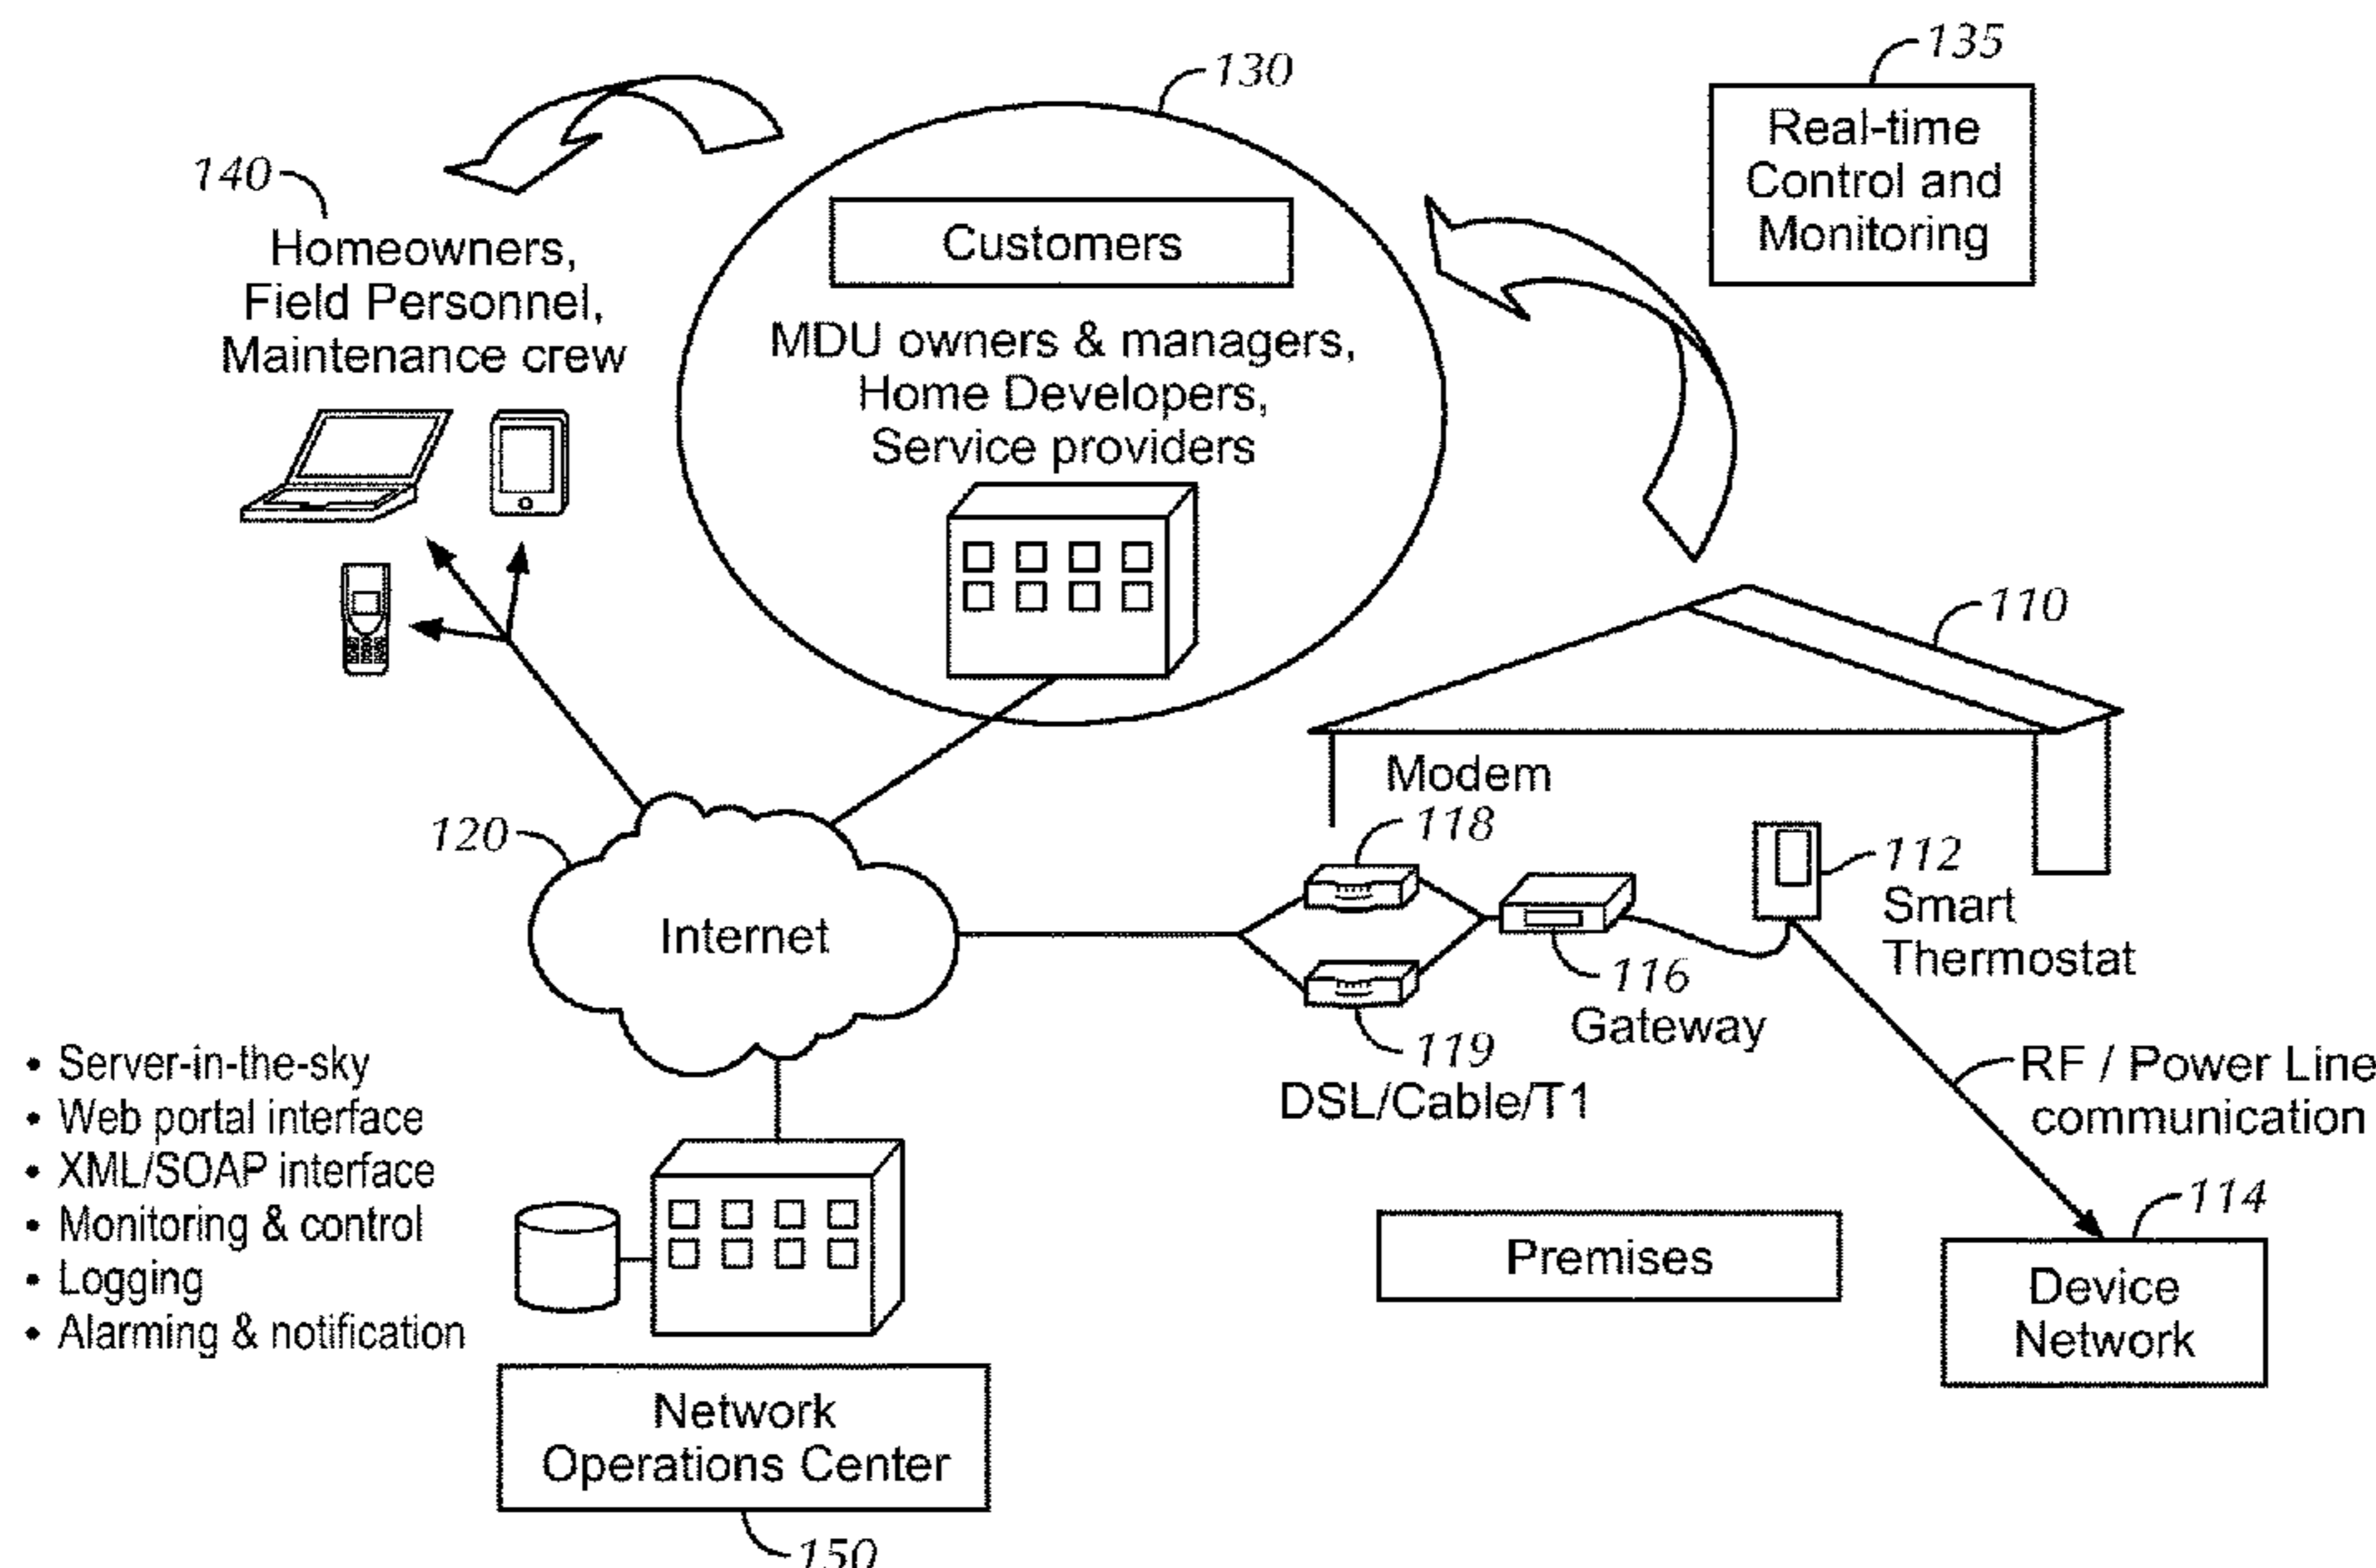 135
130
Real-time
Control and
Monitoring
140
Homeowners,
Field Personnel,
Maintenance crew
Customers
MDU owners & managers,
Home Developers,
Service providers
110
Modem
118
120
Internet
112
Smart
Thermostat
116
Gateway
119
DSL/Cable/T1
RF / Power Line
communication
• Server-in-the-sky
• Web portal interface
• XML/SOAP interface
• Monitoring & control
• Logging
• Alarming & notification
114
Premises
Device
Network
Network
Operations Center
150